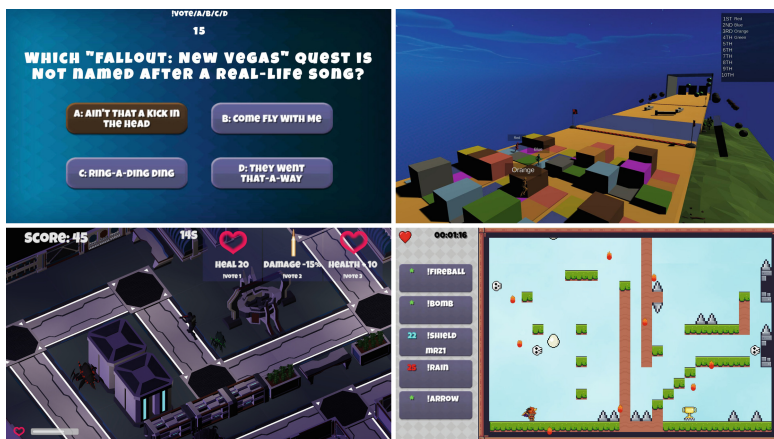 !VOTE/A/B/C/D
15
WHICH "FALLOUT: NEW VEGAS" QUEST IS
NOT NAMED AFTER A REAL-LIFE SONG?
A: AIN'T THAT A KICK IN
THE HEAD
B: COME FLY WITH ME
C: RING-A-DING DING
D: THEY WENT
THAT-A-WAY
1ST Red
2ND Blue
3RD Orange
4TH Green
5TH
6TH
7TH
8TH
9TH
10TH
Orange
SCORE: 45
14S
HEAL 20
!VOTE 1
DAMAGE -15%
!VOTE 2
HEALTH - 10
!VOTE 3
00:01:16
!FIREBALL
!BOMB
22 !SHIELD
MRZ1
!RAIN
!ARROW